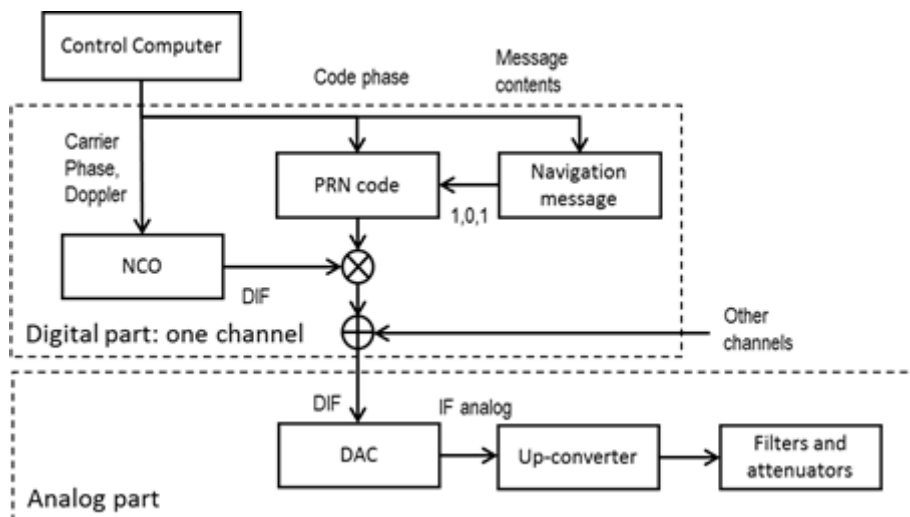 Control Computer
Code phase
Message
contents
Carrier
Phase,
Doppler
PRN code
Navigation
message
1,0,1
NCO
DIF
Digital part: one channel
Other
channels
DIF
IF analog
DAC
Up-converter
Filters and
attenuators
Analog part